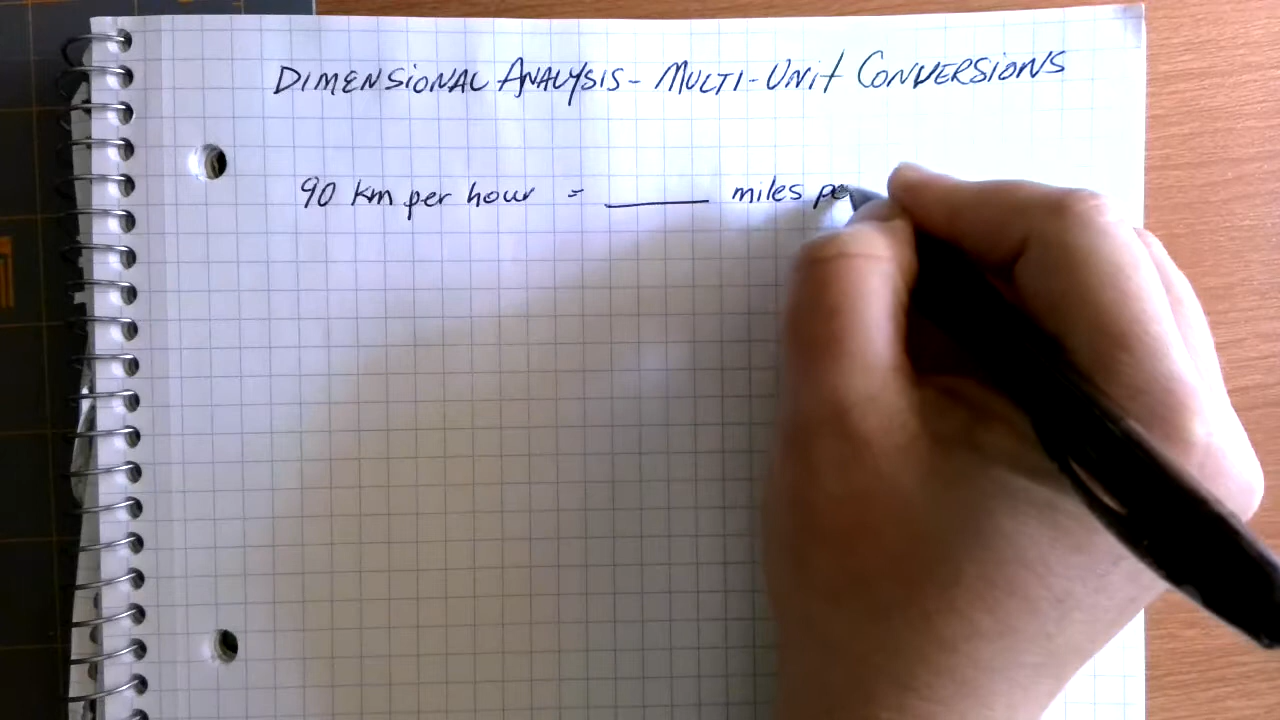 DIMENSIONAL ANALYSIS - MULTI-UNIT CONVERSIONS
90 km per hour = ______ miles pe